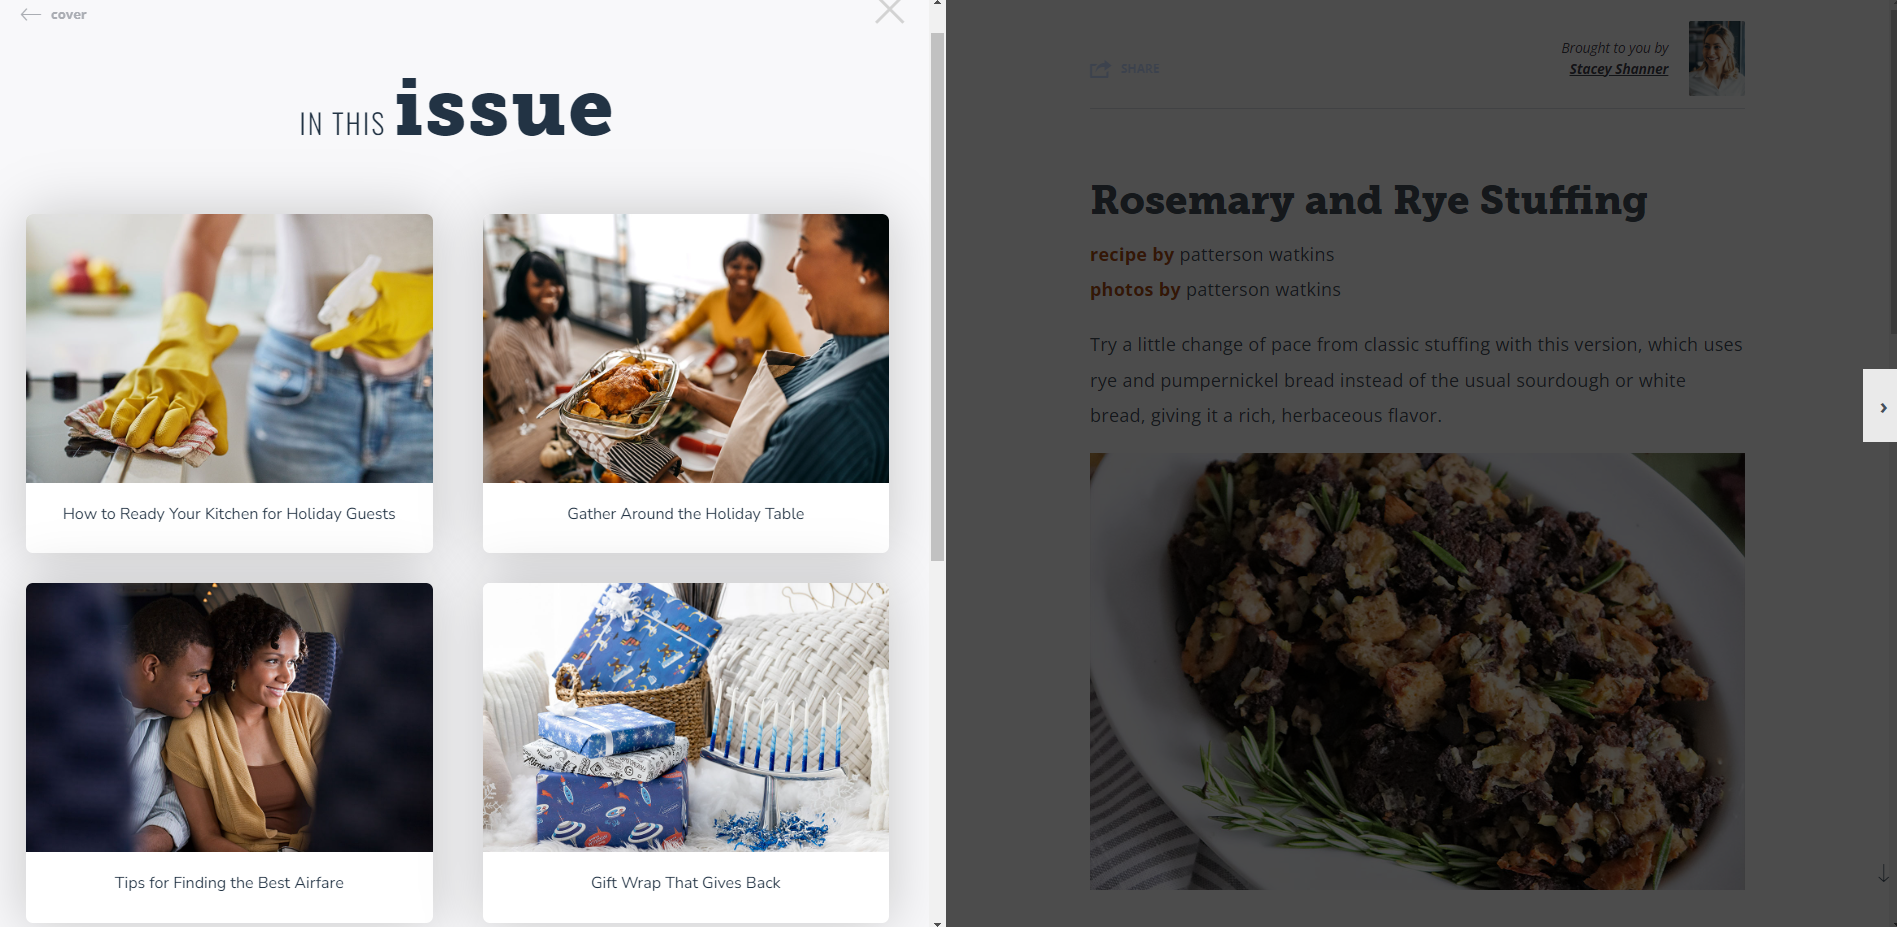 cover
IN THIS issue
How to Ready Your Kitchen for Holiday Guests
Gather Around the Holiday Table
Tips for Finding the Best Airfare
Gift Wrap That Gives Back
SHARE
Brought to you by
Stacey Shanner
Rosemary and Rye Stuffing
recipe by patterson watkins
photos by patterson watkins
Try a little change of pace from classic stuffing with this version, which uses
rye and pumpernickel bread instead of the usual sourdough or white
bread, giving it a rich, herbaceous flavor.